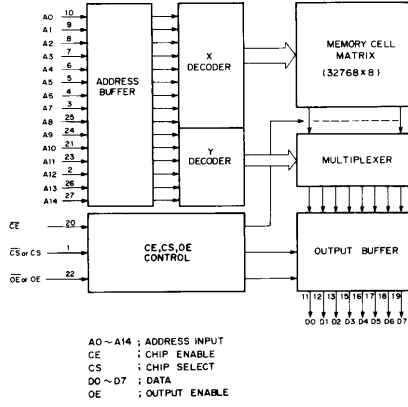 A0 10
A1 9
A2 8
A3 7
A4 6
A5 5
A6 4
A7 3
A8 25
A9 24
A10 21
A11 23
A12 2
A13 26
A14 27
ADDRESS
BUFFER
X
DECODER
Y
DECODER
MEMORY CELL
MATRIX
(32768×8)
MULTIPLEXER
C̅E̅ 20
C̅S̅ or CS 1
O̅E̅ or OE 22
CE,CS,OE
CONTROL
OUTPUT BUFFER
11 12 13 15 16 17 18 19
D0 D1 D2 D3 D4 D5 D6 D7
A0~A14 ; ADDRESS INPUT
CE ; CHIP ENABLE
CS ; CHIP SELECT
D0~D7 ; DATA
OE ; OUTPUT ENABLE